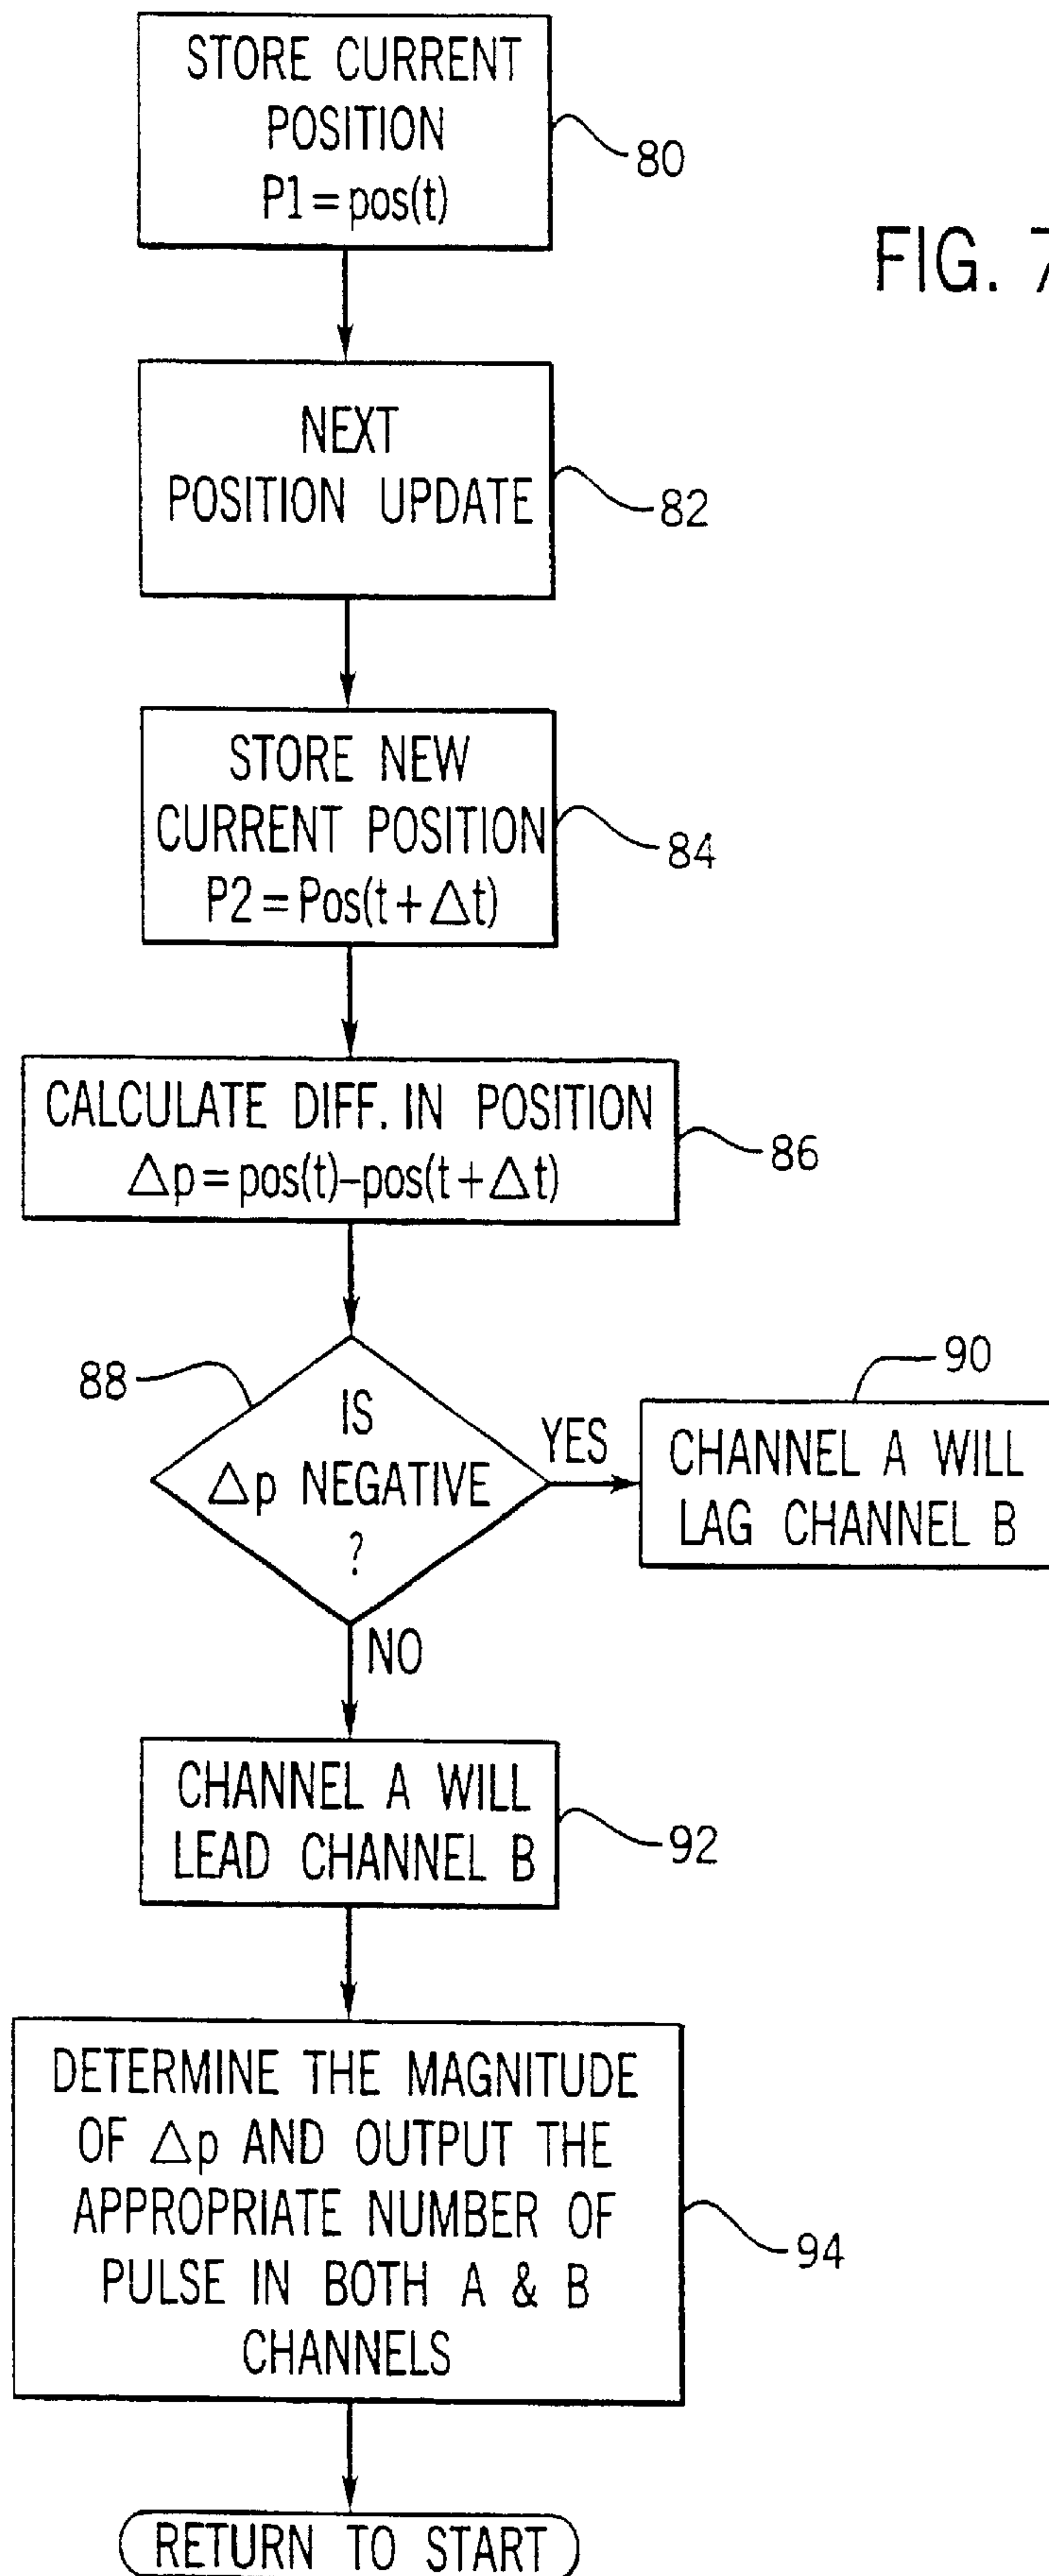 STORE CURRENT
POSITION
P1 = pos(t)
80
FIG. 7
NEXT
POSITION UPDATE
82
STORE NEW
CURRENT POSITION
P2 = Pos(t + Δt)
84
CALCULATE DIFF. IN POSITION
Δp = pos(t)–pos(t + Δt)
86
88
IS
Δp NEGATIVE
?
YES
90
CHANNEL A WILL
LAG CHANNEL B
NO
CHANNEL A WILL
LEAD CHANNEL B
92
DETERMINE THE MAGNITUDE
OF Δp AND OUTPUT THE
APPROPRIATE NUMBER OF
PULSE IN BOTH A & B
CHANNELS
94
RETURN TO START